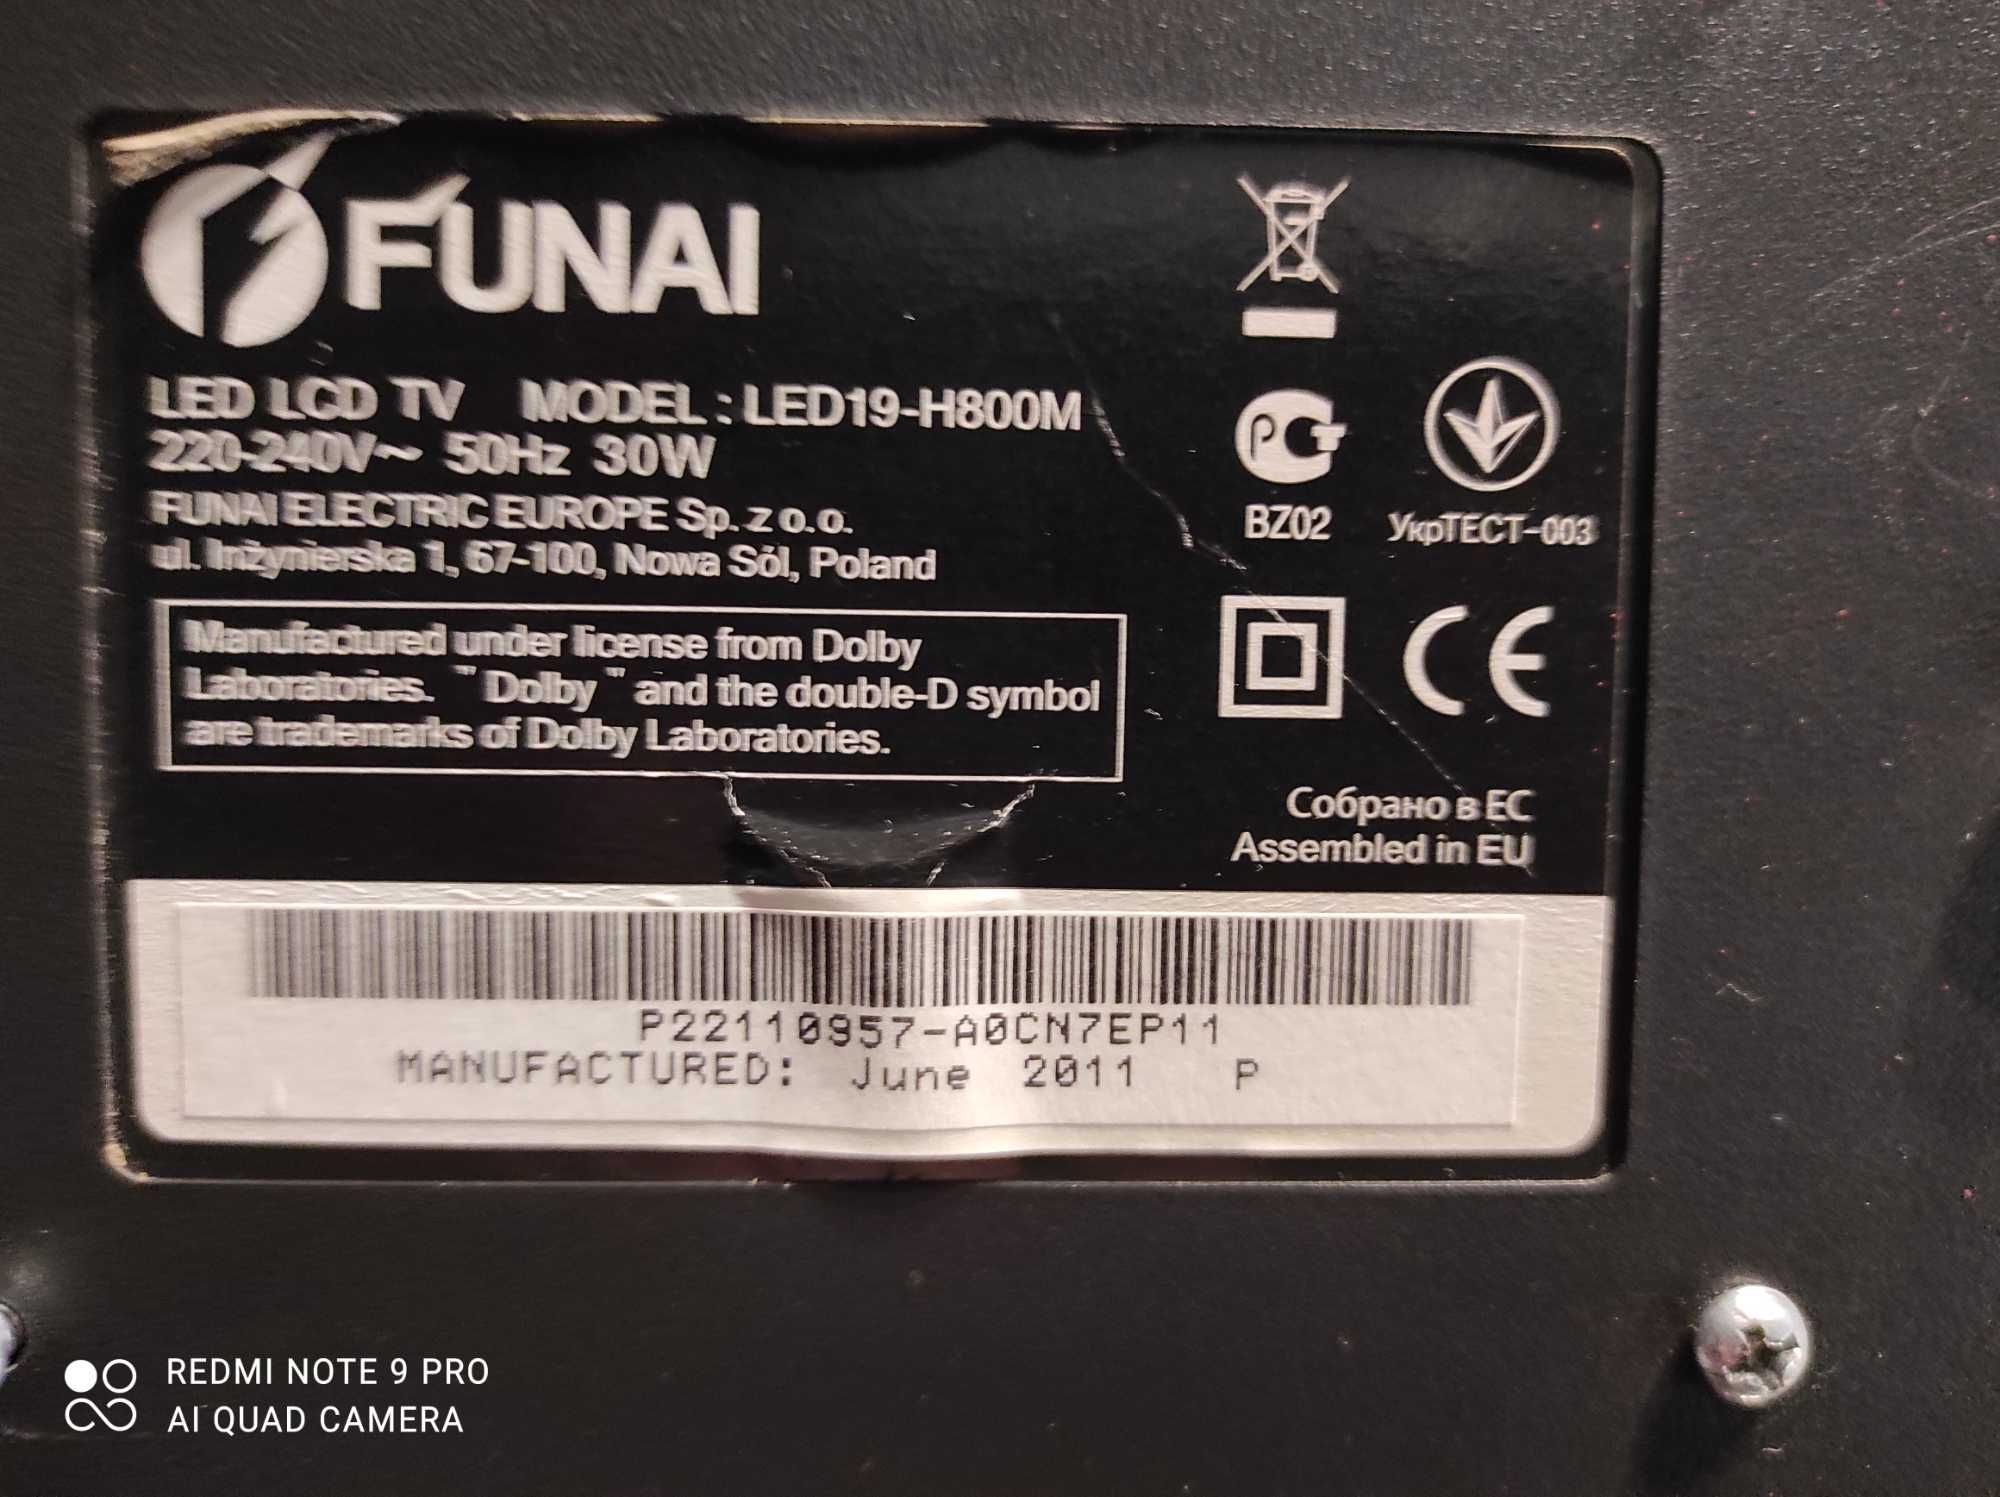 FUNAI
LED LCD TV MODEL : LED19-H800M
220-240V~ 50Hz 30W
FUNAI ELECTRIC EUROPE Sp. z o.o.
ul. Inżynierska 1, 67-100, Nowa Sól, Poland
Manufactured under license from Dolby
Laboratories. "Dolby" and the double-D symbol
are trademarks of Dolby Laboratories.
BZ02
УкрТЕСТ-003
CE
Собрано в ЕС
Assembled in EU
P22110957-A0CN7EP11
MANUFACTURED: June 2011 P
REDMI NOTE 9 PRO
AI QUAD CAMERA